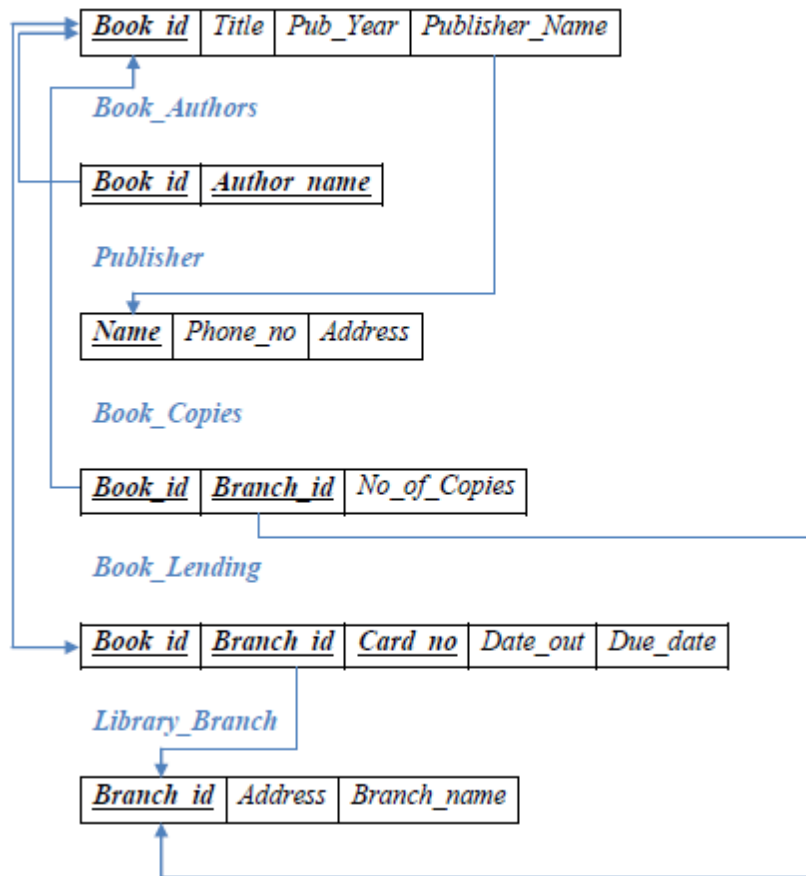 Book_id Title Pub_Year Publisher_Name
Book_Authors
Book_id Author_name
Publisher
Name Phone_no Address
Book_Copies
Book_id Branch_id No_of_Copies
Book_Lending
Book_id Branch_id Card_no Date_out Due_date
Library_Branch
Branch_id Address Branch_name